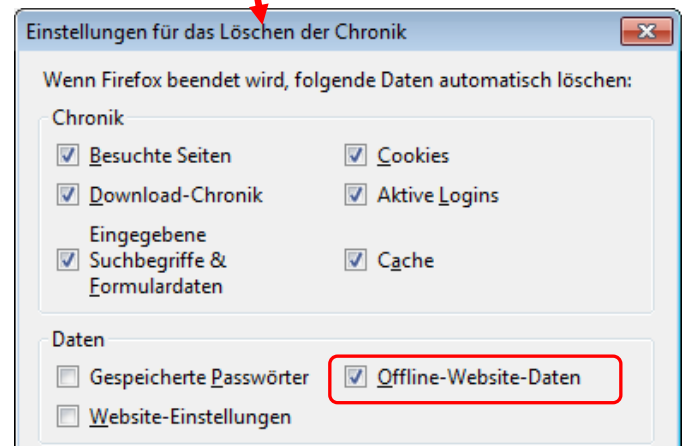 Einstellungen für das Löschen der Chronik
Wenn Firefox beendet wird, folgende Daten automatisch löschen:
Chronik
Besuchte Seiten
Cookies
Download-Chronik
Aktive Logins
Eingegebene
Suchbegriffe &
Formulardaten
Cache
Daten
Gespeicherte Passwörter
Offline-Website-Daten
Website-Einstellungen